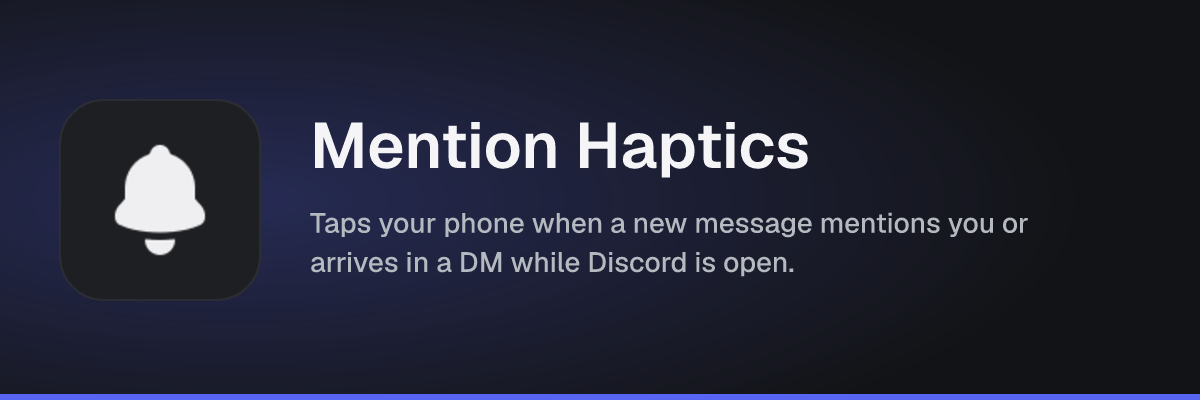 Mention Haptics
Taps your phone when a new message mentions you or
arrives in a DM while Discord is open.